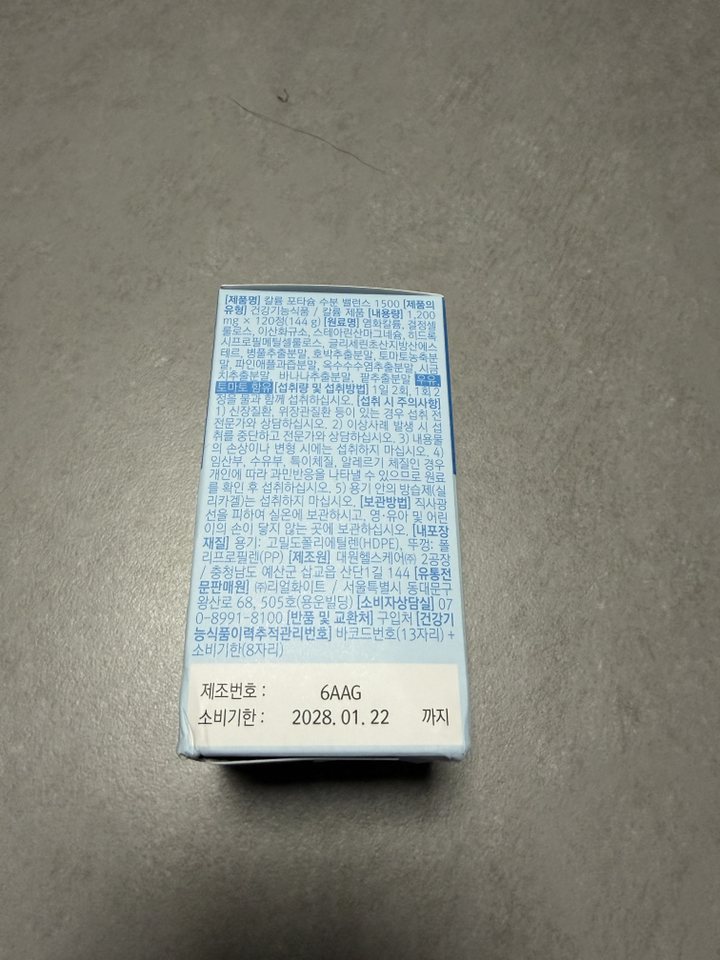 [제품명] 칼륨 포타슘 수분 밸런스 1500 [제품의
유형] 건강기능식품 / 칼륨 제품 [내용량] 1,200
mg × 120정(144 g) [원료명] 염화칼륨, 결정셀
룰로스, 이산화규소, 스테아린산마그네슘, 히드록
시프로필메틸셀룰로스, 글리세린초산지방산에스
테르, 병풀추출분말, 호박추출분말, 토마토농축분
말, 파인애플과즙분말, 옥수수수염추출분말, 시금
치추출분말, 바나나추출분말, 팥추출분말 우유,
토마토 함유 [섭취량 및 섭취방법] 1일 2회, 1회 2
정을 물과 함께 섭취하십시오. [섭취 시 주의사항]
1) 신장질환, 위장관질환 등이 있는 경우 섭취 전
전문가와 상담하십시오. 2) 이상사례 발생 시 섭
취를 중단하고 전문가와 상담하십시오. 3) 내용물
의 손상이나 변형 시에는 섭취하지 마십시오. 4)
임산부, 수유부, 특이체질, 알레르기 체질인 경우
개인에 따라 과민반응을 나타낼 수 있으므로 원료
를 확인 후 섭취하십시오. 5) 용기 안의 방습제(실
리카겔)는 섭취하지 마십시오. [보관방법] 직사광
선을 피하여 실온에 보관하시고, 영·유아 및 어린
이의 손이 닿지 않는 곳에 보관하십시오. [내포장
재질] 용기: 고밀도폴리에틸렌(HDPE), 뚜껑: 폴
리프로필렌(PP) [제조원] 대원헬스케어㈜ 2공장
/ 충청남도 예산군 삽교읍 산단1길 144 [유통전
문판매원] ㈜리얼화이트 / 서울특별시 동대문구
왕산로 68, 505호(용운빌딩) [소비자상담실] 07
0-8991-8100 [반품 및 교환처] 구입처 [건강기
능식품이력추적관리번호] 바코드번호(13자리) +
소비기한(8자리)
제조번호 : 6AAG
소비기한 : 2028. 01. 22 까지